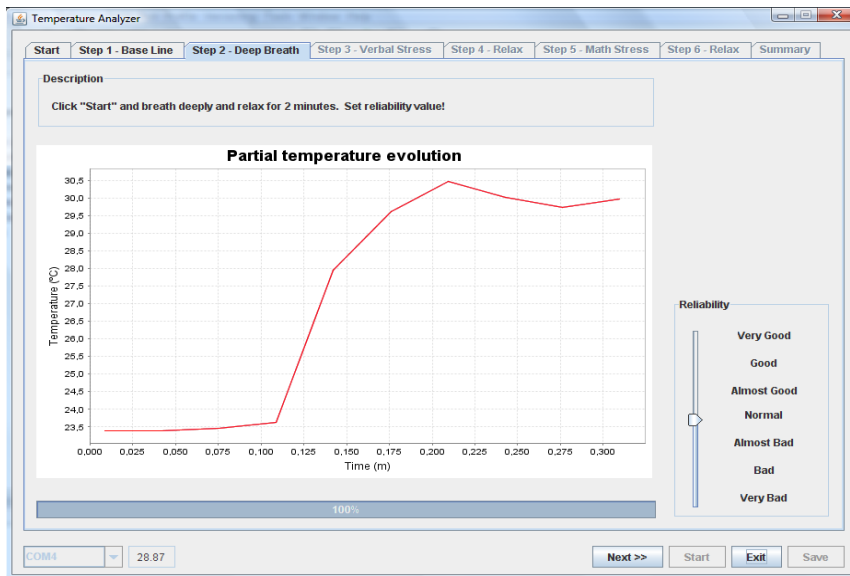 Temperature Analyzer
Start Step 1 - Base Line Step 2 - Deep Breath Step 3 - Verbal Stress Step 4 - Relax Step 5 - Math Stress Step 6 - Relax Summary
Description
Click "Start" and breath deeply and relax for 2 minutes. Set reliability value!
Partial temperature evolution
Temperature (ºC)
30,5
30,0
29,5
29,0
28,5
28,0
27,5
27,0
26,5
26,0
25,5
25,0
24,5
24,0
23,5
0,000 0,025 0,050 0,075 0,100 0,125 0,150 0,175 0,200 0,225 0,250 0,275 0,300
Time (m)
Reliability
Very Good
Good
Almost Good
Normal
Almost Bad
Bad
Very Bad
100%
COM4 28.87 Next >> Start Exit Save